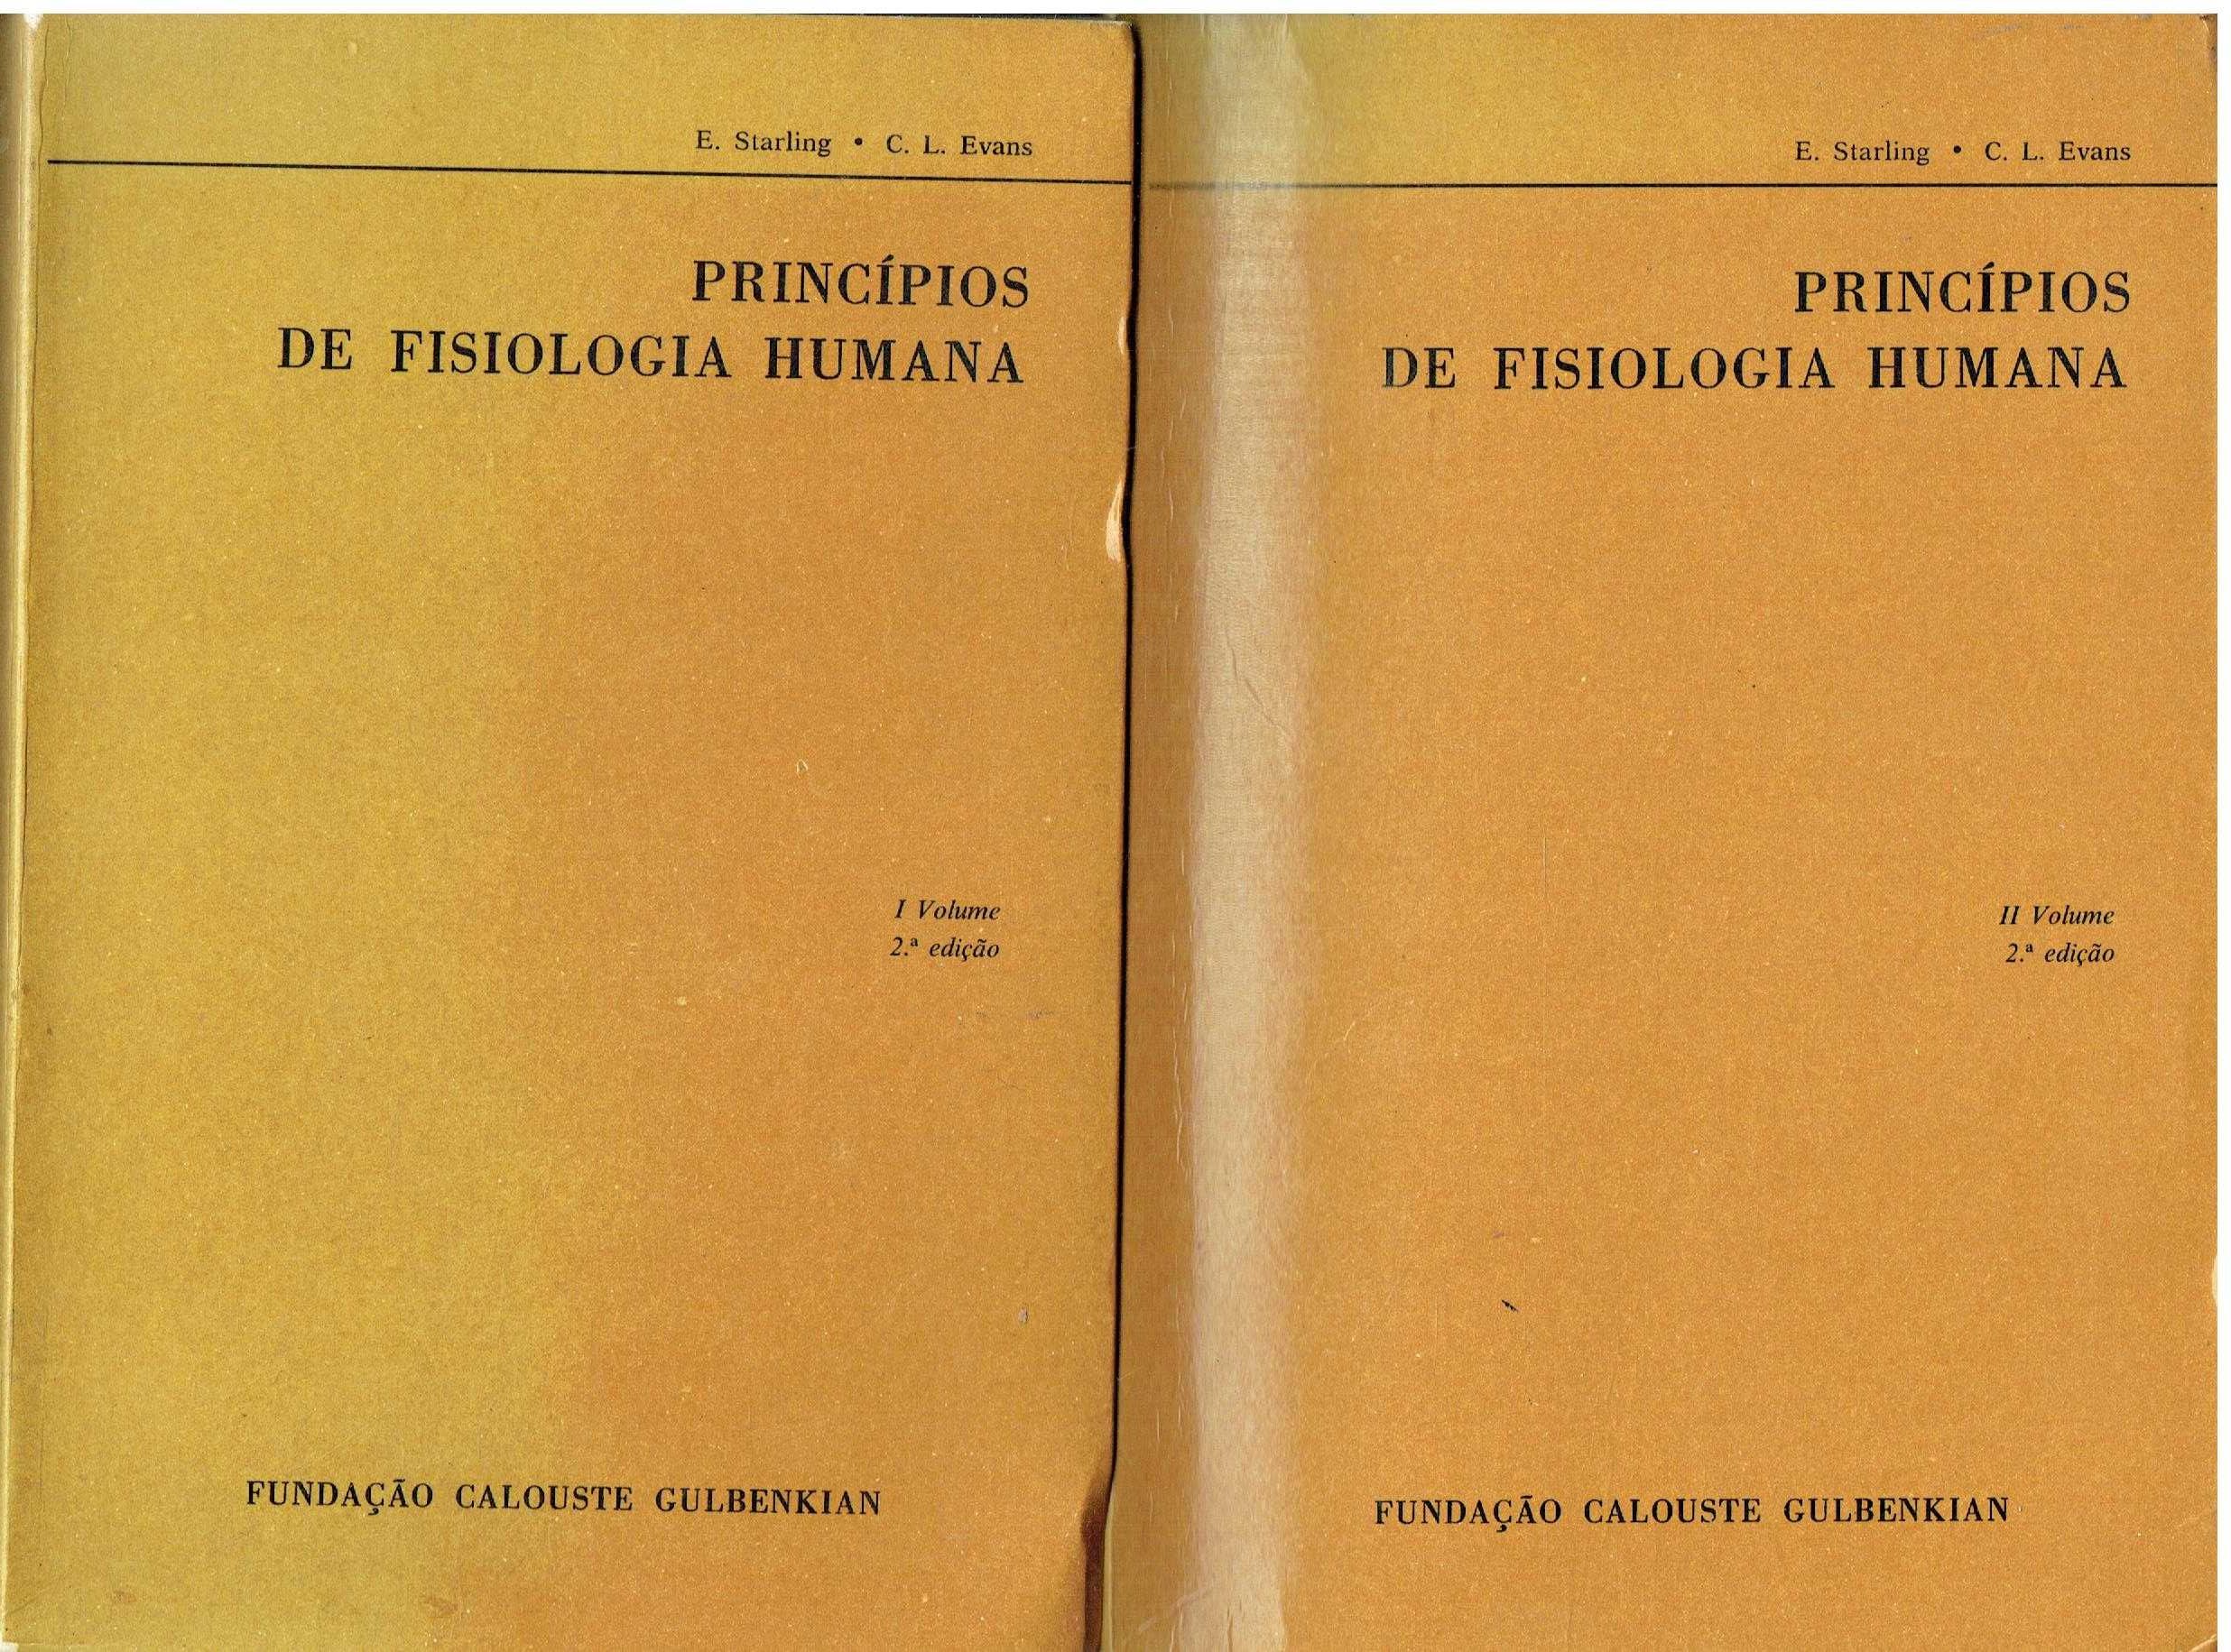 E. Starling • C. L. Evans
PRINCÍPIOS
DE FISIOLOGIA HUMANA
I Volume
2.ª edição
FUNDAÇÃO CALOUSTE GULBENKIAN
E. Starling • C. L. Evans
PRINCÍPIOS
DE FISIOLOGIA HUMANA
II Volume
2.ª edição
FUNDAÇÃO CALOUSTE GULBENKIAN